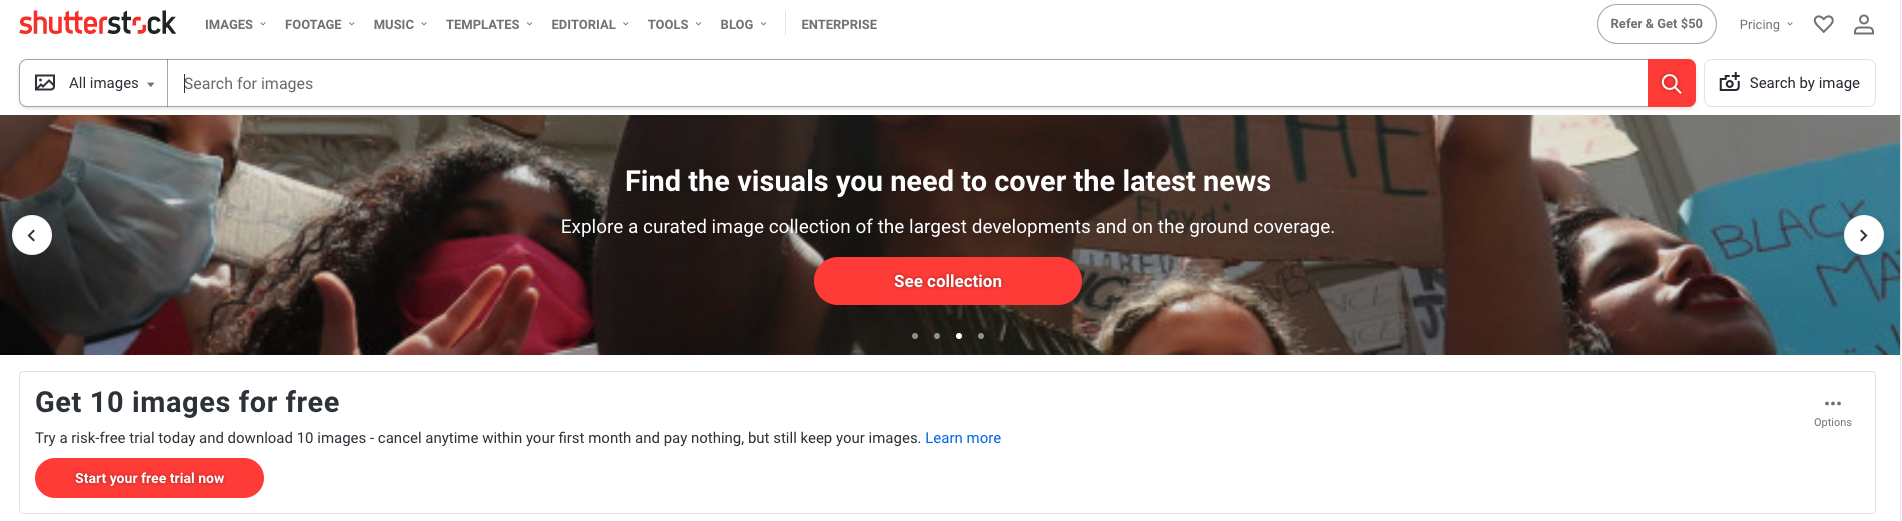 shutterstock
IMAGES
FOOTAGE
MUSIC
TEMPLATES
EDITORIAL
TOOLS
BLOG
ENTERPRISE
Refer & Get $50
Pricing
All images
Search for images
Search by image
THE
Floyd.
BLACK
MA
Find the visuals you need to cover the latest news
Explore a curated image collection of the largest developments and on the ground coverage.
See collection
Get 10 images for free
Options
Try a risk-free trial today and download 10 images - cancel anytime within your first month and pay nothing, but still keep your images. Learn more
Start your free trial now